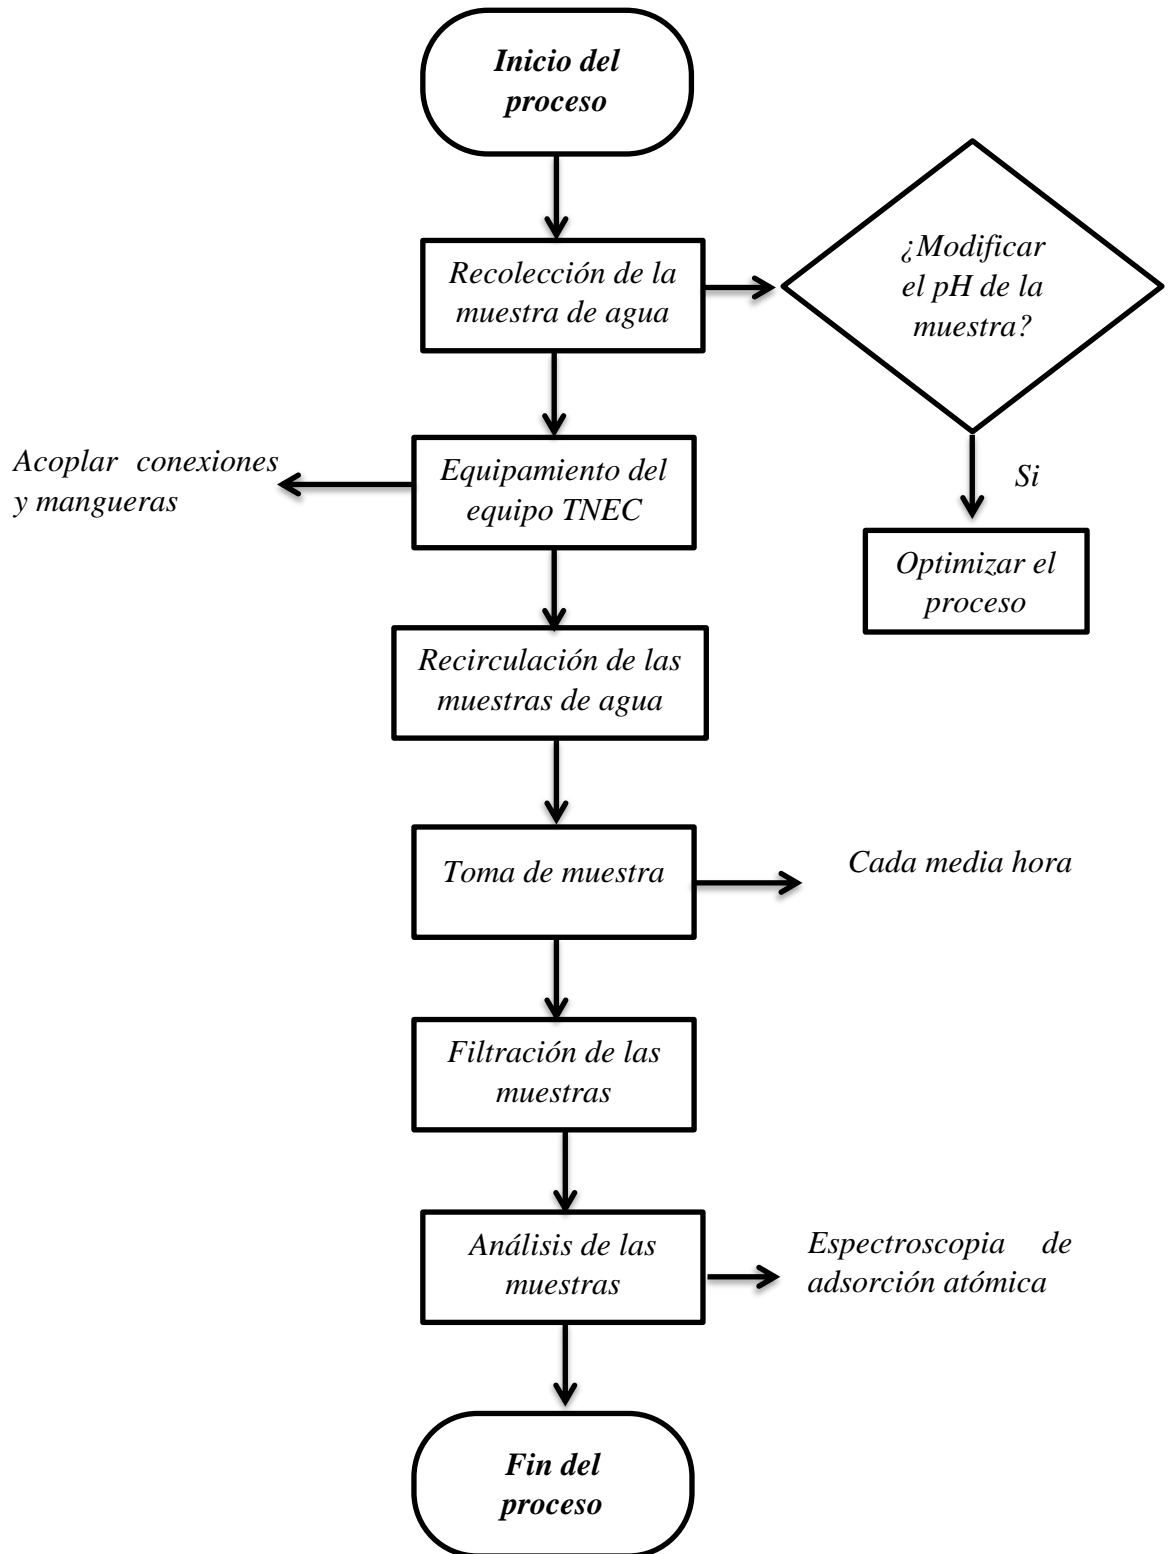 Inicio del
proceso
Recolección de la
muestra de agua
¿Modificar
el pH de la
muestra?
Si
Optimizar el
proceso
Acoplar conexiones
y mangueras
Equipamiento del
equipo TNEC
Recirculación de las
muestras de agua
Toma de muestra
Cada media hora
Filtración de las
muestras
Análisis de las
muestras
Espectroscopia de
adsorción atómica
Fin del
proceso